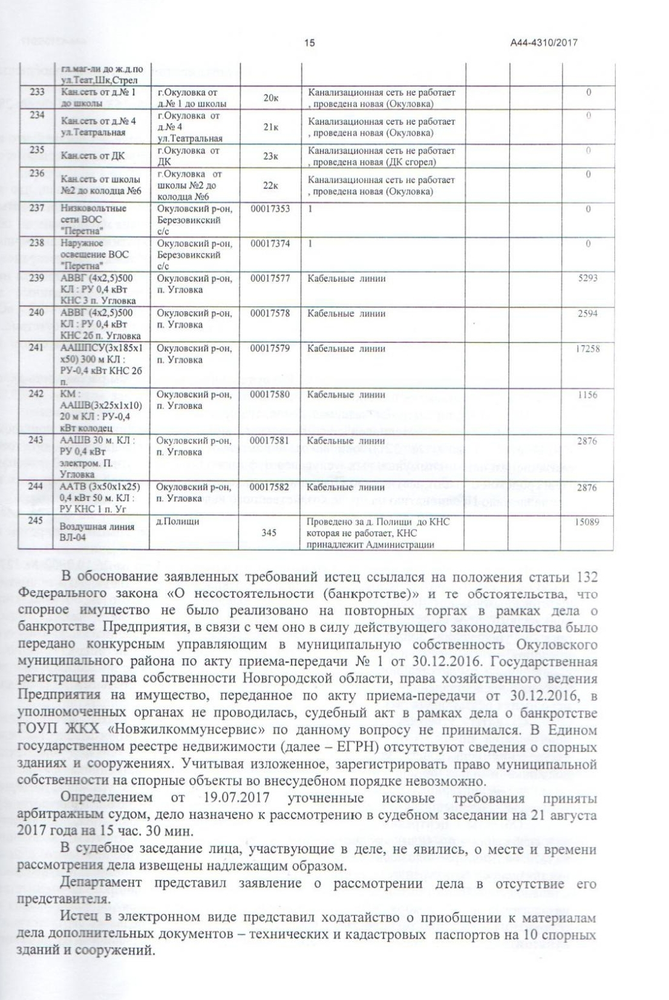 15 А44-4310/2017
гл.маг-ли до ж.д.по
ул.Теат,Шк,Стрел
233 Кан.сеть от д.№ 1 г.Окуловка от 20к Канализационная сеть не работает 0
до школы д.№ 1 до школы , проведена новая (Окуловка)
234 Кан.сеть от д.№ 4 г.Окуловка от 21к Канализационная сеть не работает 0
ул.Театральная д.№ 4 , проведена новая (Окуловка)
ул.Театральная
235 Кан.сеть от ДК г.Окуловка от 23к Канализационная сеть не работает 0
ДК , проведена новая (ДК сгорел)
236 Кан.сеть от школы г.Окуловка от 22к Канализационная сеть не работает 0
№2 до колодца №6 школы №2 до , проведена новая (Окуловка)
колодца №6
237 Низковольтные Окуловский р-он, 00017353 1 0
сети ВОС Березовикский
"Перетна" с/с
238 Наружное Окуловский р-он, 00017374 1 0
освещение ВОС Березовикский
"Перетна" с/с
239 АВВГ (4х2,5)500 Окуловский р-он, 00017577 Кабельные линии 5293
КЛ : РУ 0,4 кВт п. Угловка
КНС 3 п. Угловка
240 АВВГ (4х2,5)500 Окуловский р-он, 00017578 Кабельные линии 2594
КЛ : РУ 0,4 кВт п. Угловка
КНС 2б п. Угловка
241 ААШПСУ(3х185х1 Окуловский р-он, 00017579 Кабельные линии 17258
х50) 300 м КЛ : п. Угловка
РУ-0,4 кВт КНС 2б
п.
242 КМ : Окуловский р-он, 00017580 Кабельные линии 1156
ААШВ(3х25х1х10) п. Угловка
20 м КЛ : РУ-0,4
кВт колодец
243 ААШВ 30 м. КЛ : Окуловский р-он, 00017581 Кабельные линии 2876
РУ 0,4 кВт п. Угловка
электром. П.
Угловка
244 ААТВ (3х50х1х25) Окуловский р-он, 00017582 Кабельные линии 2876
0,4 кВт 50 м. КЛ : п. Угловка
РУ КНС 1 п. Уг
245 Воздушная линия д.Полищи 345 Проведено за д. Полищи до КНС 15089
ВЛ-04 которая не работает, КНС
принадлежит Администрации
В обоснование заявленных требований истец ссылался на положения статьи 132
Федерального закона «О несостоятельности (банкротстве)» и те обстоятельства, что
спорное имущество не было реализовано на повторных торгах в рамках дела о
банкротстве Предприятия, в связи с чем оно в силу действующего законодательства было
передано конкурсным управляющим в муниципальную собственность Окуловского
муниципального района по акту приема-передачи № 1 от 30.12.2016. Государственная
регистрация права собственности Новгородской области, права хозяйственного ведения
Предприятия на имущество, переданное по акту приема-передачи от 30.12.2016, в
уполномоченных органах не проводилась, судебный акт в рамках дела о банкротстве
ГОУП ЖКХ «Новжилкоммунсервис» по данному вопросу не принимался. В Едином
государственном реестре недвижимости (далее – ЕГРН) отсутствуют сведения о спорных
зданиях и сооружениях. Учитывая изложенное, зарегистрировать право муниципальной
собственности на спорные объекты во внесудебном порядке невозможно.
Определением от 19.07.2017 уточненные исковые требования приняты
арбитражным судом, дело назначено к рассмотрению в судебном заседании на 21 августа
2017 года на 15 час. 30 мин.
В судебное заседание лица, участвующие в деле, не явились, о месте и времени
рассмотрения дела извещены надлежащим образом.
Департамент представил заявление о рассмотрении дела в отсутствие его
представителя.
Истец в электронном виде представил ходатайство о приобщении к материалам
дела дополнительных документов – технических и кадастровых паспортов на 10 спорных
зданий и сооружений.